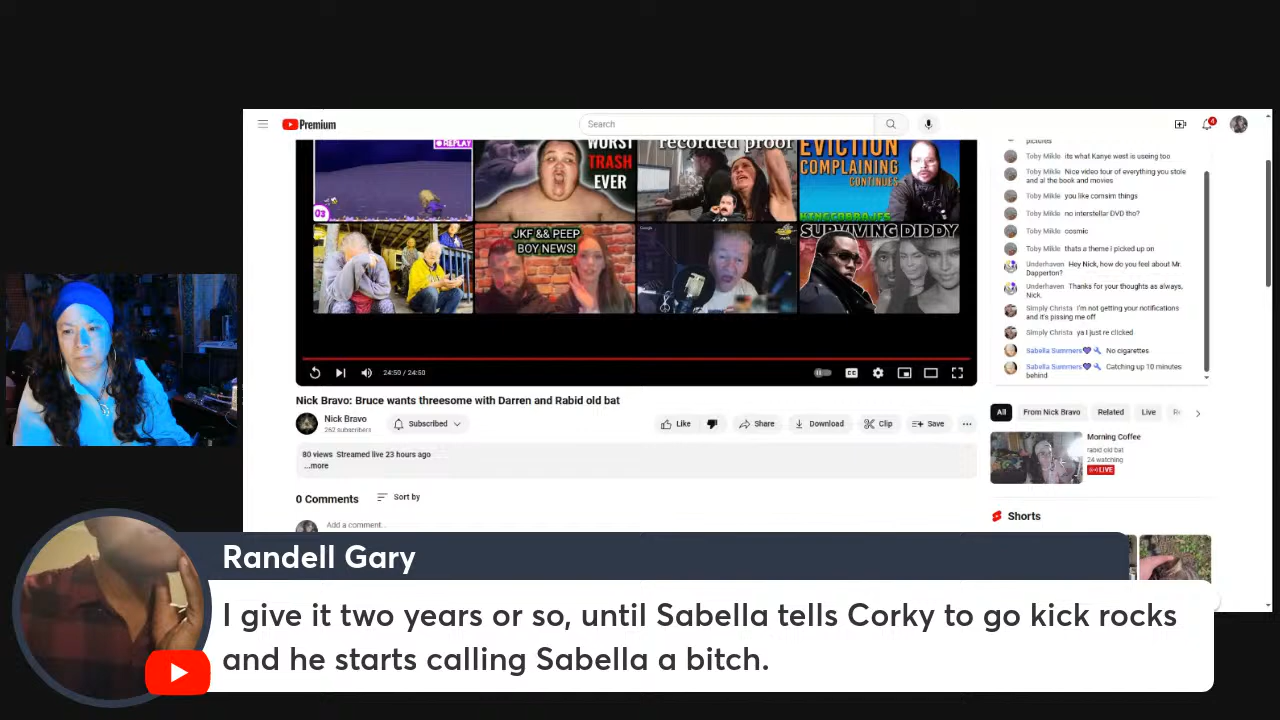 Premium
Search
4
REPLAY
03
WORST
TRASH
EVER
recorded proof
EVICTION
COMPLAINING
CONTINUES
KINGCOBRAJFS
JKF && PEEP
BOY NEWS!
SURVIVING DIDDY
24:50 / 24:50
CC
Nick Bravo: Bruce wants threesome with Darren and Rabid old bat
Nick Bravo
262 subscribers
Subscribed
Like
Share
Download
Clip
Save
80 views Streamed live 23 hours ago
...more
0 Comments
Sort by
Add a comment...
pictures
Toby Mikle its what Kanye west is useing too
Toby Mikle Nice video tour of everything you stole
and al the book and movies
Toby Mikle you like comsim things
Toby Mikle no interstellar DVD tho?
Toby Mikle cosmic
Toby Mikle thats a theme i picked up on
Underhaven Hey Nick, how do you feel about Mr.
Dapperton?
Underhaven Thanks for your thoughts as always,
Nick.
Simply Christa I'm not getting your notifications
and it's pissing me off
Simply Christa ya I just re clicked
Sabella Summers No cigarettes
Sabella Summers Catching up 10 minutes
behind
All
From Nick Bravo
Related
Live
Morning Coffee
rabid old bat
24 watching
LIVE
Shorts
Randell Gary
I give it two years or so, until Sabella tells Corky to go kick rocks
and he starts calling Sabella a bitch.